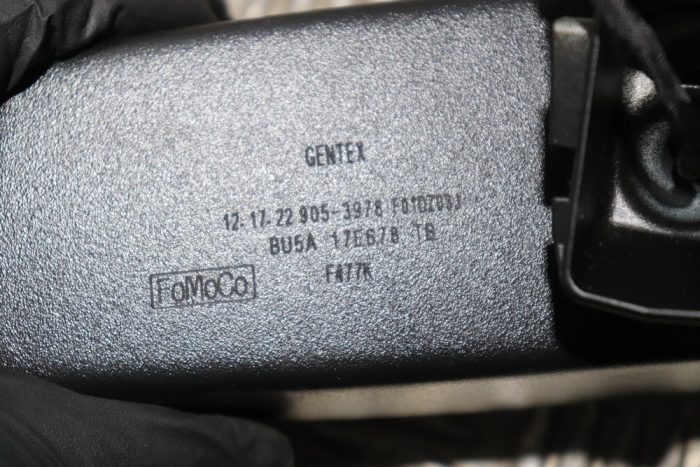 GENTEX
12.17.22 905-3978
BU5A 17E678 TB
F477K
FoMoCo